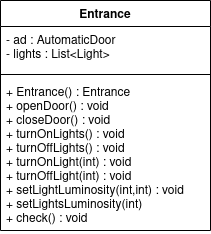 Entrance
- ad : AutomaticDoor
- lights : List<Light>
+ Entrance() : Entrance
+ openDoor() : void
+ closeDoor() : void
+ turnOnLights() : void
+ turnOffLights() : void
+ turnOnLight(int) : void
+ turnOffLight(int) : void
+ setLightLuminosity(int,int) : void
+ setLightsLuminosity(int)
+ check() : void